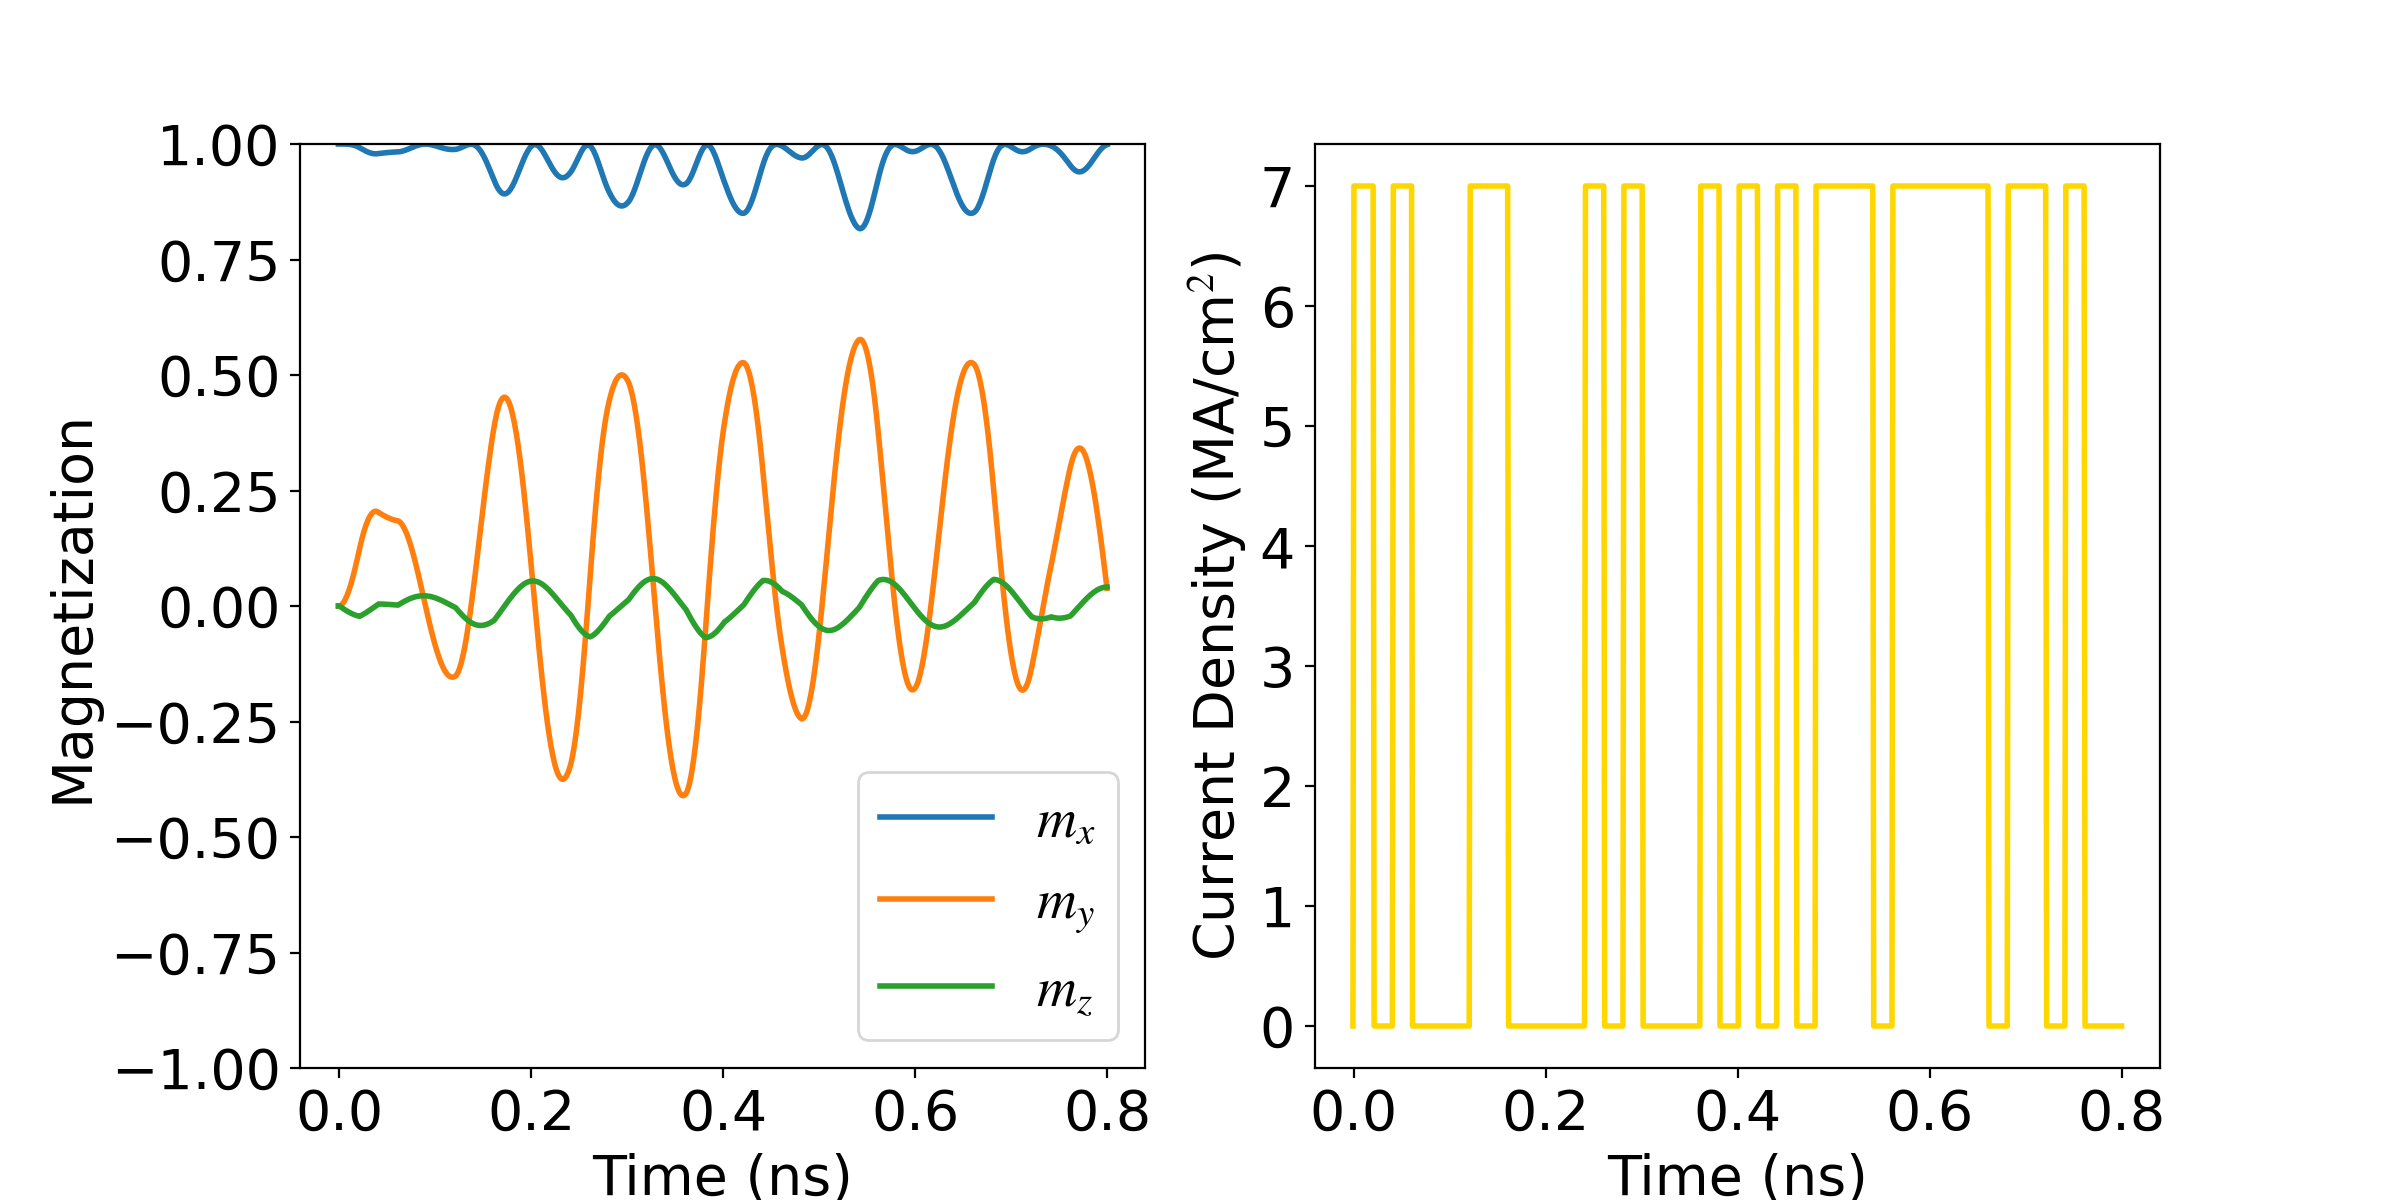 Magnetization
1.00
0.75
0.50
0.25
0.00
−0.25
−0.50
−0.75
−1.00
0.0 0.2 0.4 0.6 0.8
Time (ns)
m_x
m_y
m_z
Current Density (MA/cm²)
7
6
5
4
3
2
1
0
0.0 0.2 0.4 0.6 0.8
Time (ns)